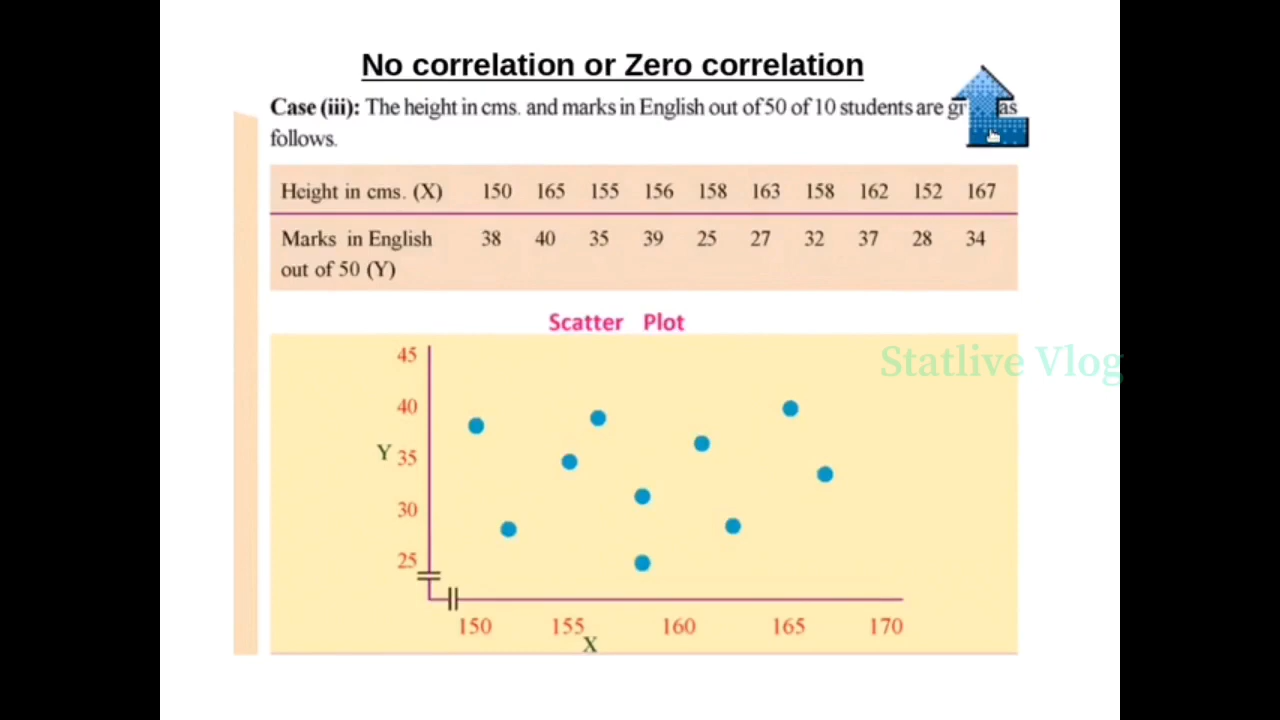 No correlation or Zero correlation
Case (iii): The height in cms. and marks in English out of 50 of 10 students are gr as
follows.
Height in cms. (X) 150 165 155 156 158 163 158 162 152 167
Marks in English 38 40 35 39 25 27 32 37 28 34
out of 50 (Y)
Scatter Plot
Statlive Vlog
45
40
Y 35
30
25
150 155 160 165 170
X